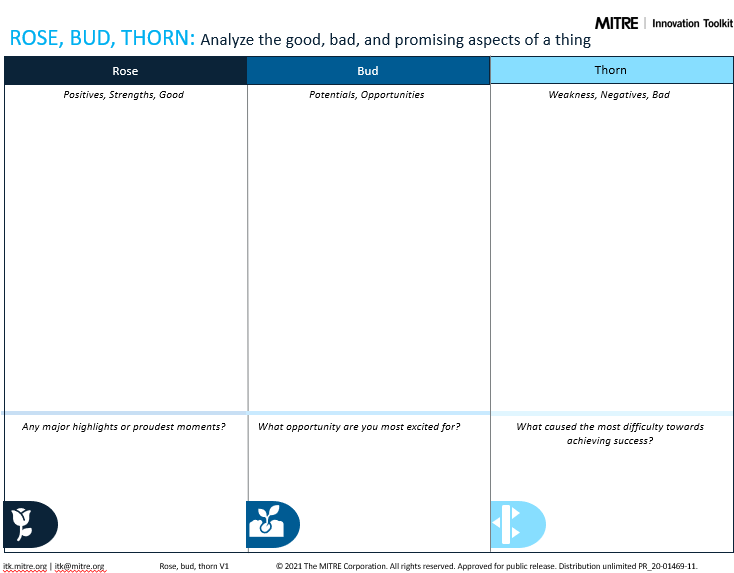 MITRE | Innovation Toolkit
ROSE, BUD, THORN: Analyze the good, bad, and promising aspects of a thing
Rose
Bud
Thorn
Positives, Strengths, Good
Potentials, Opportunities
Weakness, Negatives, Bad
Any major highlights or proudest moments?
What opportunity are you most excited for?
What caused the most difficulty towards
achieving success?
itk.mitre.org | itk@mitre.org
Rose, bud, thorn V1
© 2021 The MITRE Corporation. All rights reserved. Approved for public release. Distribution unlimited PR_20-01469-11.